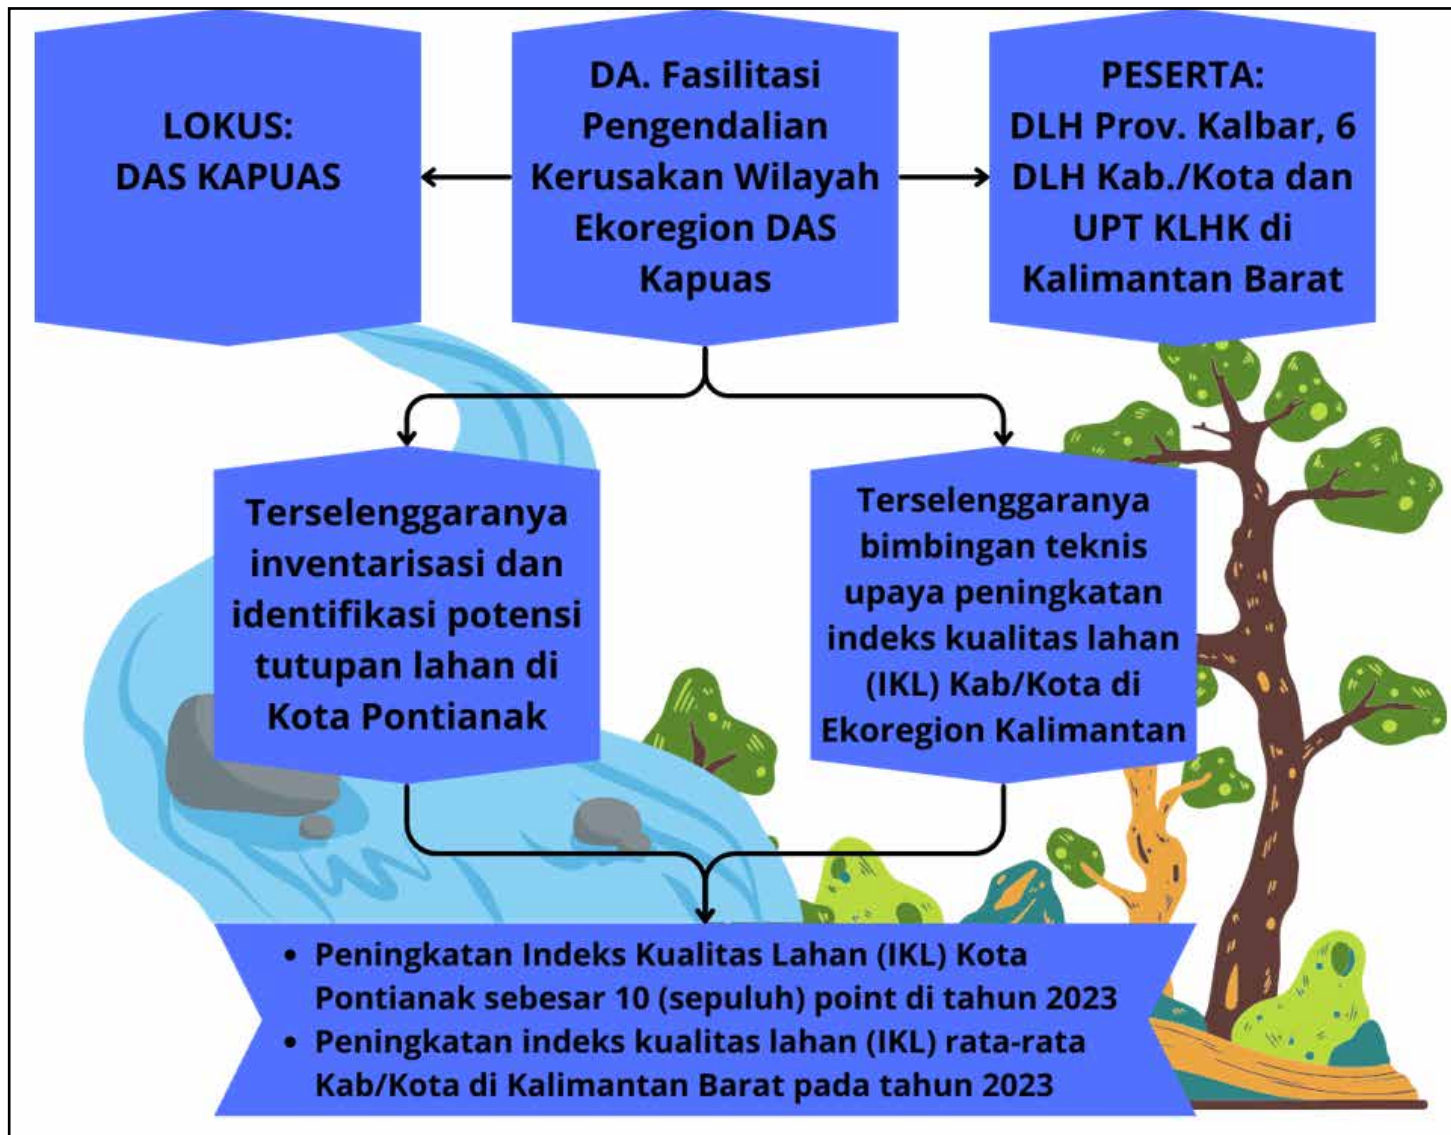 LOKUS:
DAS KAPUAS
DA. Fasilitasi
Pengendalian
Kerusakan Wilayah
Ekoregion DAS
Kapuas
PESERTA:
DLH Prov. Kalbar, 6
DLH Kab./Kota dan
UPT KLHK di
Kalimantan Barat
Terselenggaranya
inventarisasi dan
identifikasi potensi
tutupan lahan di
Kota Pontianak
Terselenggaranya
bimbingan teknis
upaya peningkatan
indeks kualitas lahan
(IKL) Kab/Kota di
Ekoregion Kalimantan
• Peningkatan Indeks Kualitas Lahan (IKL) Kota
Pontianak sebesar 10 (sepuluh) point di tahun 2023
• Peningkatan indeks kualitas lahan (IKL) rata-rata
Kab/Kota di Kalimantan Barat pada tahun 2023